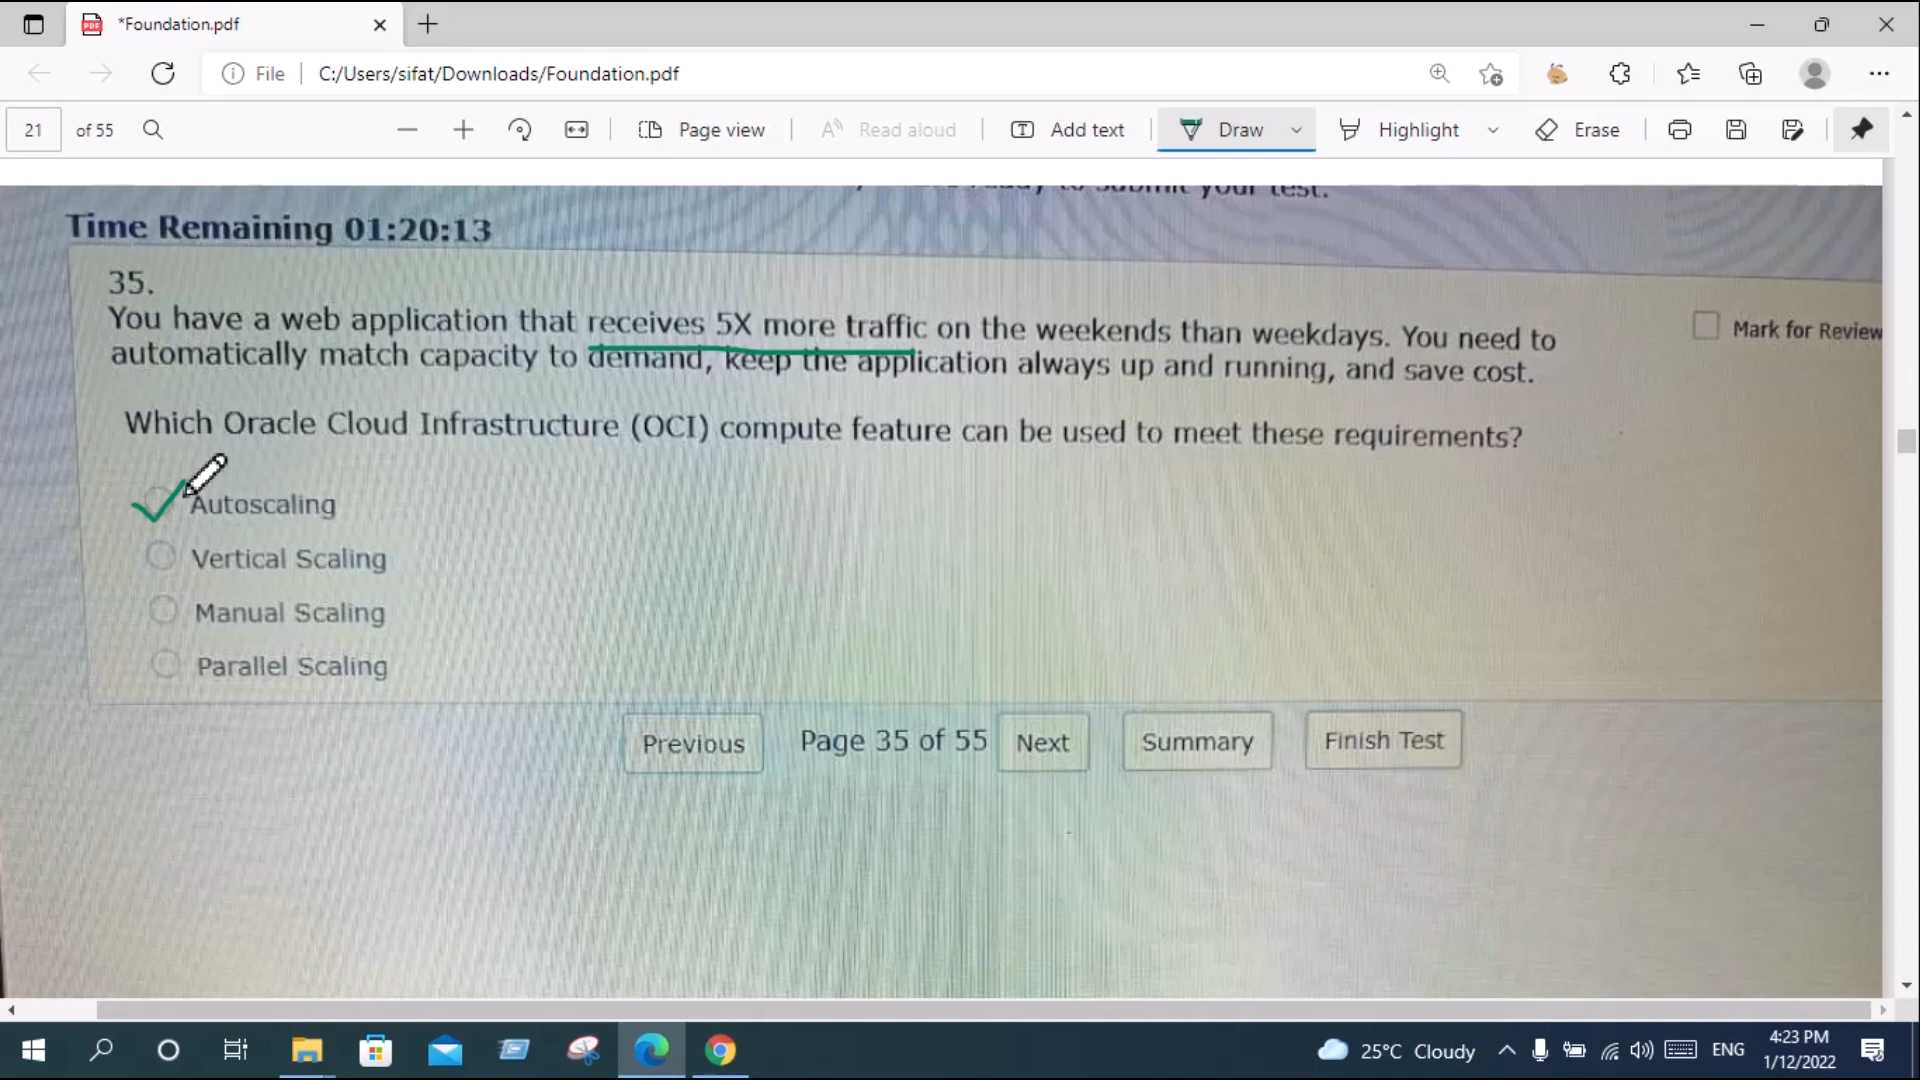 *Foundation.pdf
File
C:/Users/sifat/Downloads/Foundation.pdf
21
of 55
Page view
Read aloud
Add text
Draw
Highlight
Erase
ready to submit your test.
Time Remaining 01:20:13
35.
You have a web application that receives 5X more traffic on the weekends than weekdays. You need to
automatically match capacity to demand, keep the application always up and running, and save cost.
Mark for Review
Which Oracle Cloud Infrastructure (OCI) compute feature can be used to meet these requirements?
Autoscaling
Vertical Scaling
Manual Scaling
Parallel Scaling
Previous
Page 35 of 55
Next
Summary
Finish Test
25°C Cloudy
ENG
4:23 PM
1/12/2022